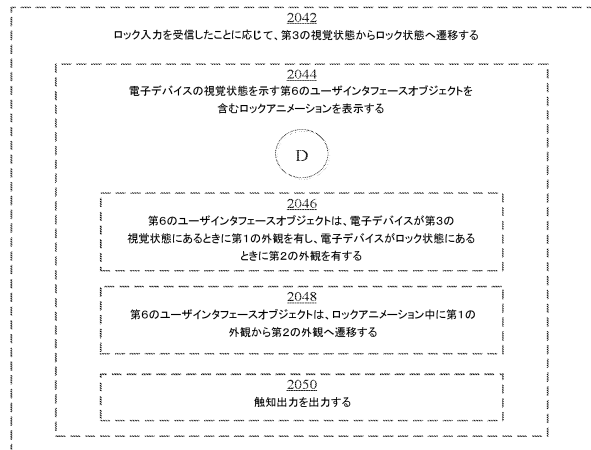 2042
ロック入力を受信したことに応じて、第3の視覚状態からロック状態へ遷移する
2044
電子デバイスの視覚状態を示す第6のユーザインタフェースオブジェクトを
含むロックアニメーションを表示する
D
2046
第6のユーザインタフェースオブジェクトは、電子デバイスが第3の
視覚状態にあるときに第1の外観を有し、電子デバイスがロック状態にある
ときに第2の外観を有する
2048
第6のユーザインタフェースオブジェクトは、ロックアニメーション中に第1の
外観から第2の外観へ遷移する
2050
触知出力を出力する